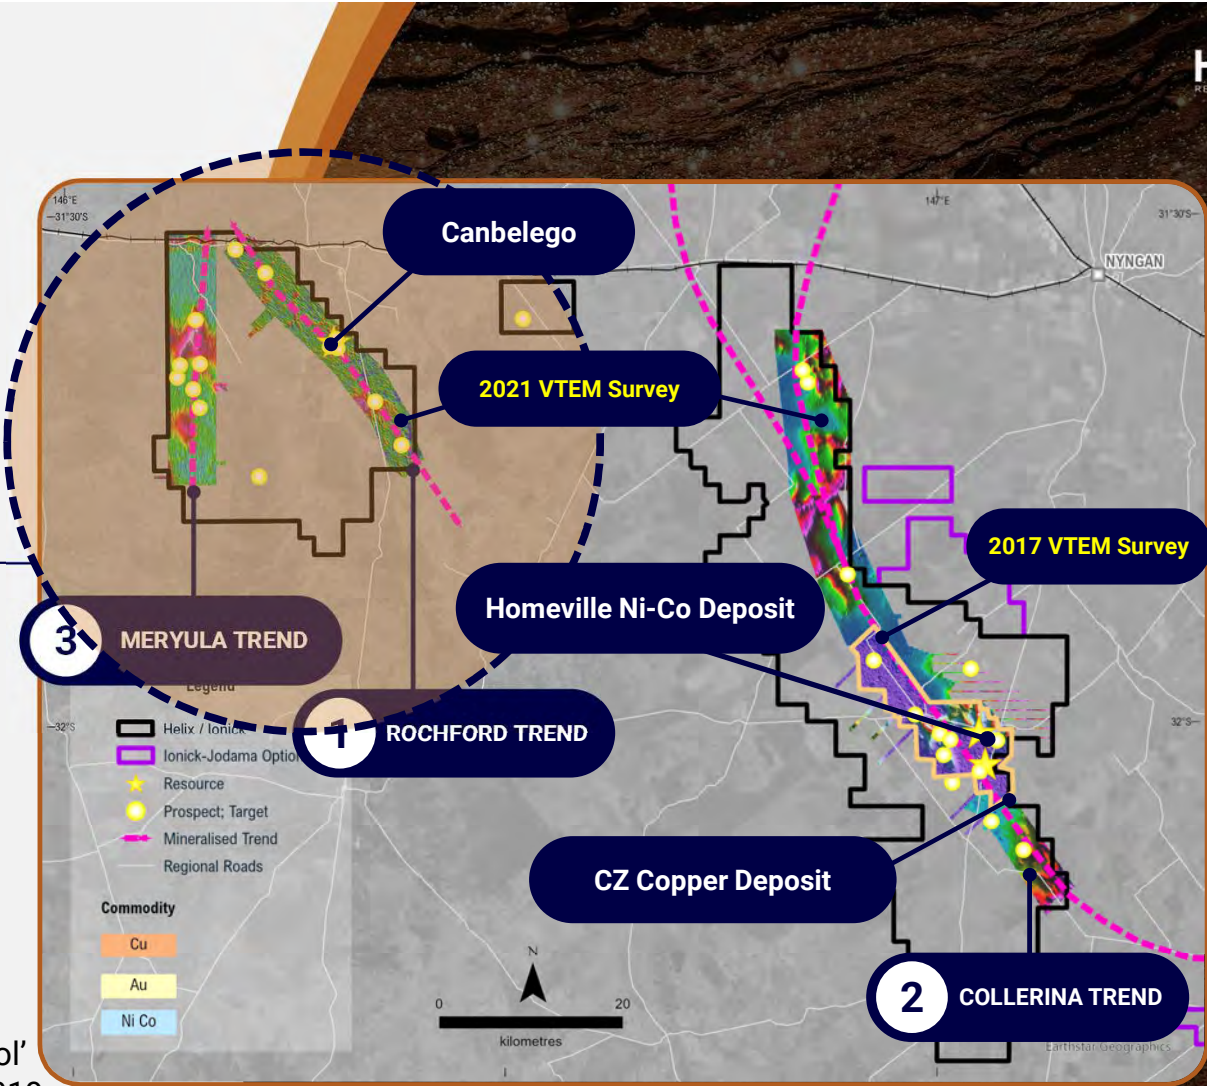 H
RE
146°E
31°30'S
147°E
31°30'S
NYNGAN
Canbelego
2021 VTEM Survey
2017 VTEM Survey
Homeville Ni-Co Deposit
3 MERYULA TREND
1 ROCHFORD TREND
32°S
32°S
Legend
Helix / Ionick
Ionick-Jodama Option
Resource
Prospect; Target
Mineralised Trend
Regional Roads
CZ Copper Deposit
Commodity
Cu
Au
Ni Co
N
0 20
kilometres
2 COLLERINA TREND
Earthstar Geographics
ol’